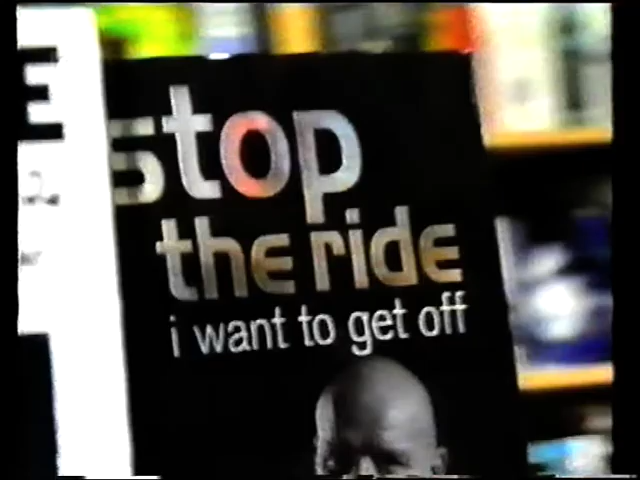 E
stop
the ride
i want to get off